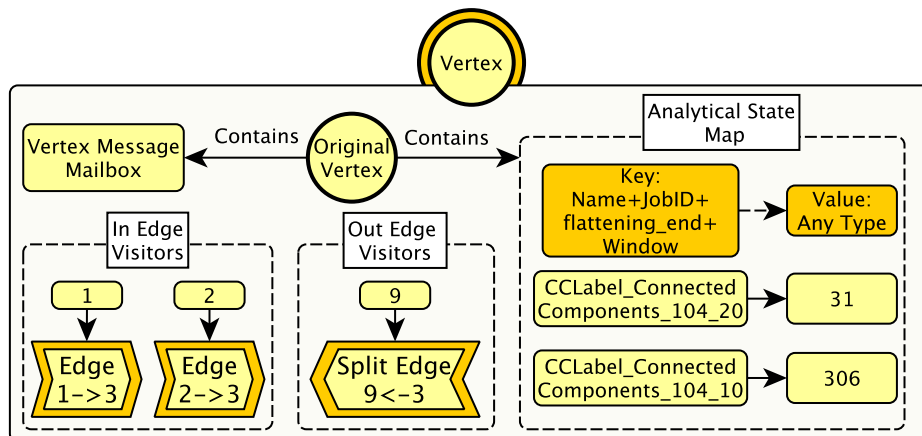 Vertex
Analytical State
Map
Vertex Message
Mailbox
Contains
Original
Vertex
Contains
Key:
Name+JobID+
flattening_end+
Window
Value:
Any Type
In Edge
Visitors
Out Edge
Visitors
1
2
9
CCLabel_Connected
Components_104_20
31
Edge
1->3
Edge
2->3
Split Edge
9<-3
CCLabel_Connected
Components_104_10
306